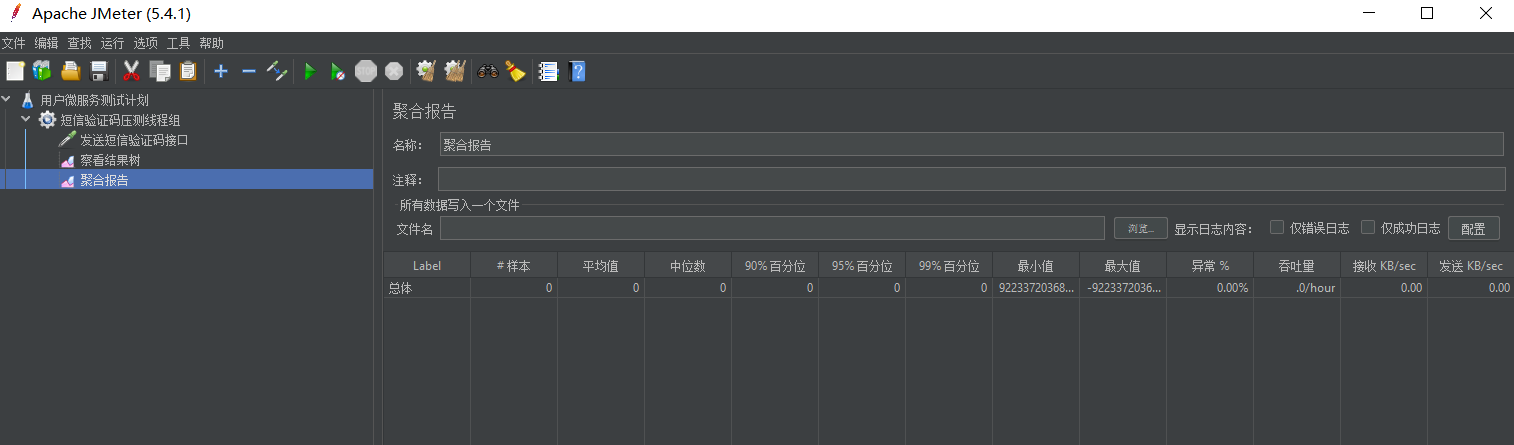 Apache JMeter (5.4.1)
文件 编辑 查找 运行 选项 工具 帮助
STOP
用户微服务测试计划
短信验证码压测线程组
发送短信验证码接口
察看结果树
聚合报告
聚合报告
名称： 聚合报告
注释：
所有数据写入一个文件
文件名 浏览... 显示日志内容： 仅错误日志 仅成功日志 配置
Label # 样本 平均值 中位数 90% 百分位 95% 百分位 99% 百分位 最小值 最大值 异常 % 吞吐量 接收 KB/sec 发送 KB/sec
总体 0 0 0 0 0 0 92233720368... -9223372036... 0.00% .0/hour 0.00 0.00